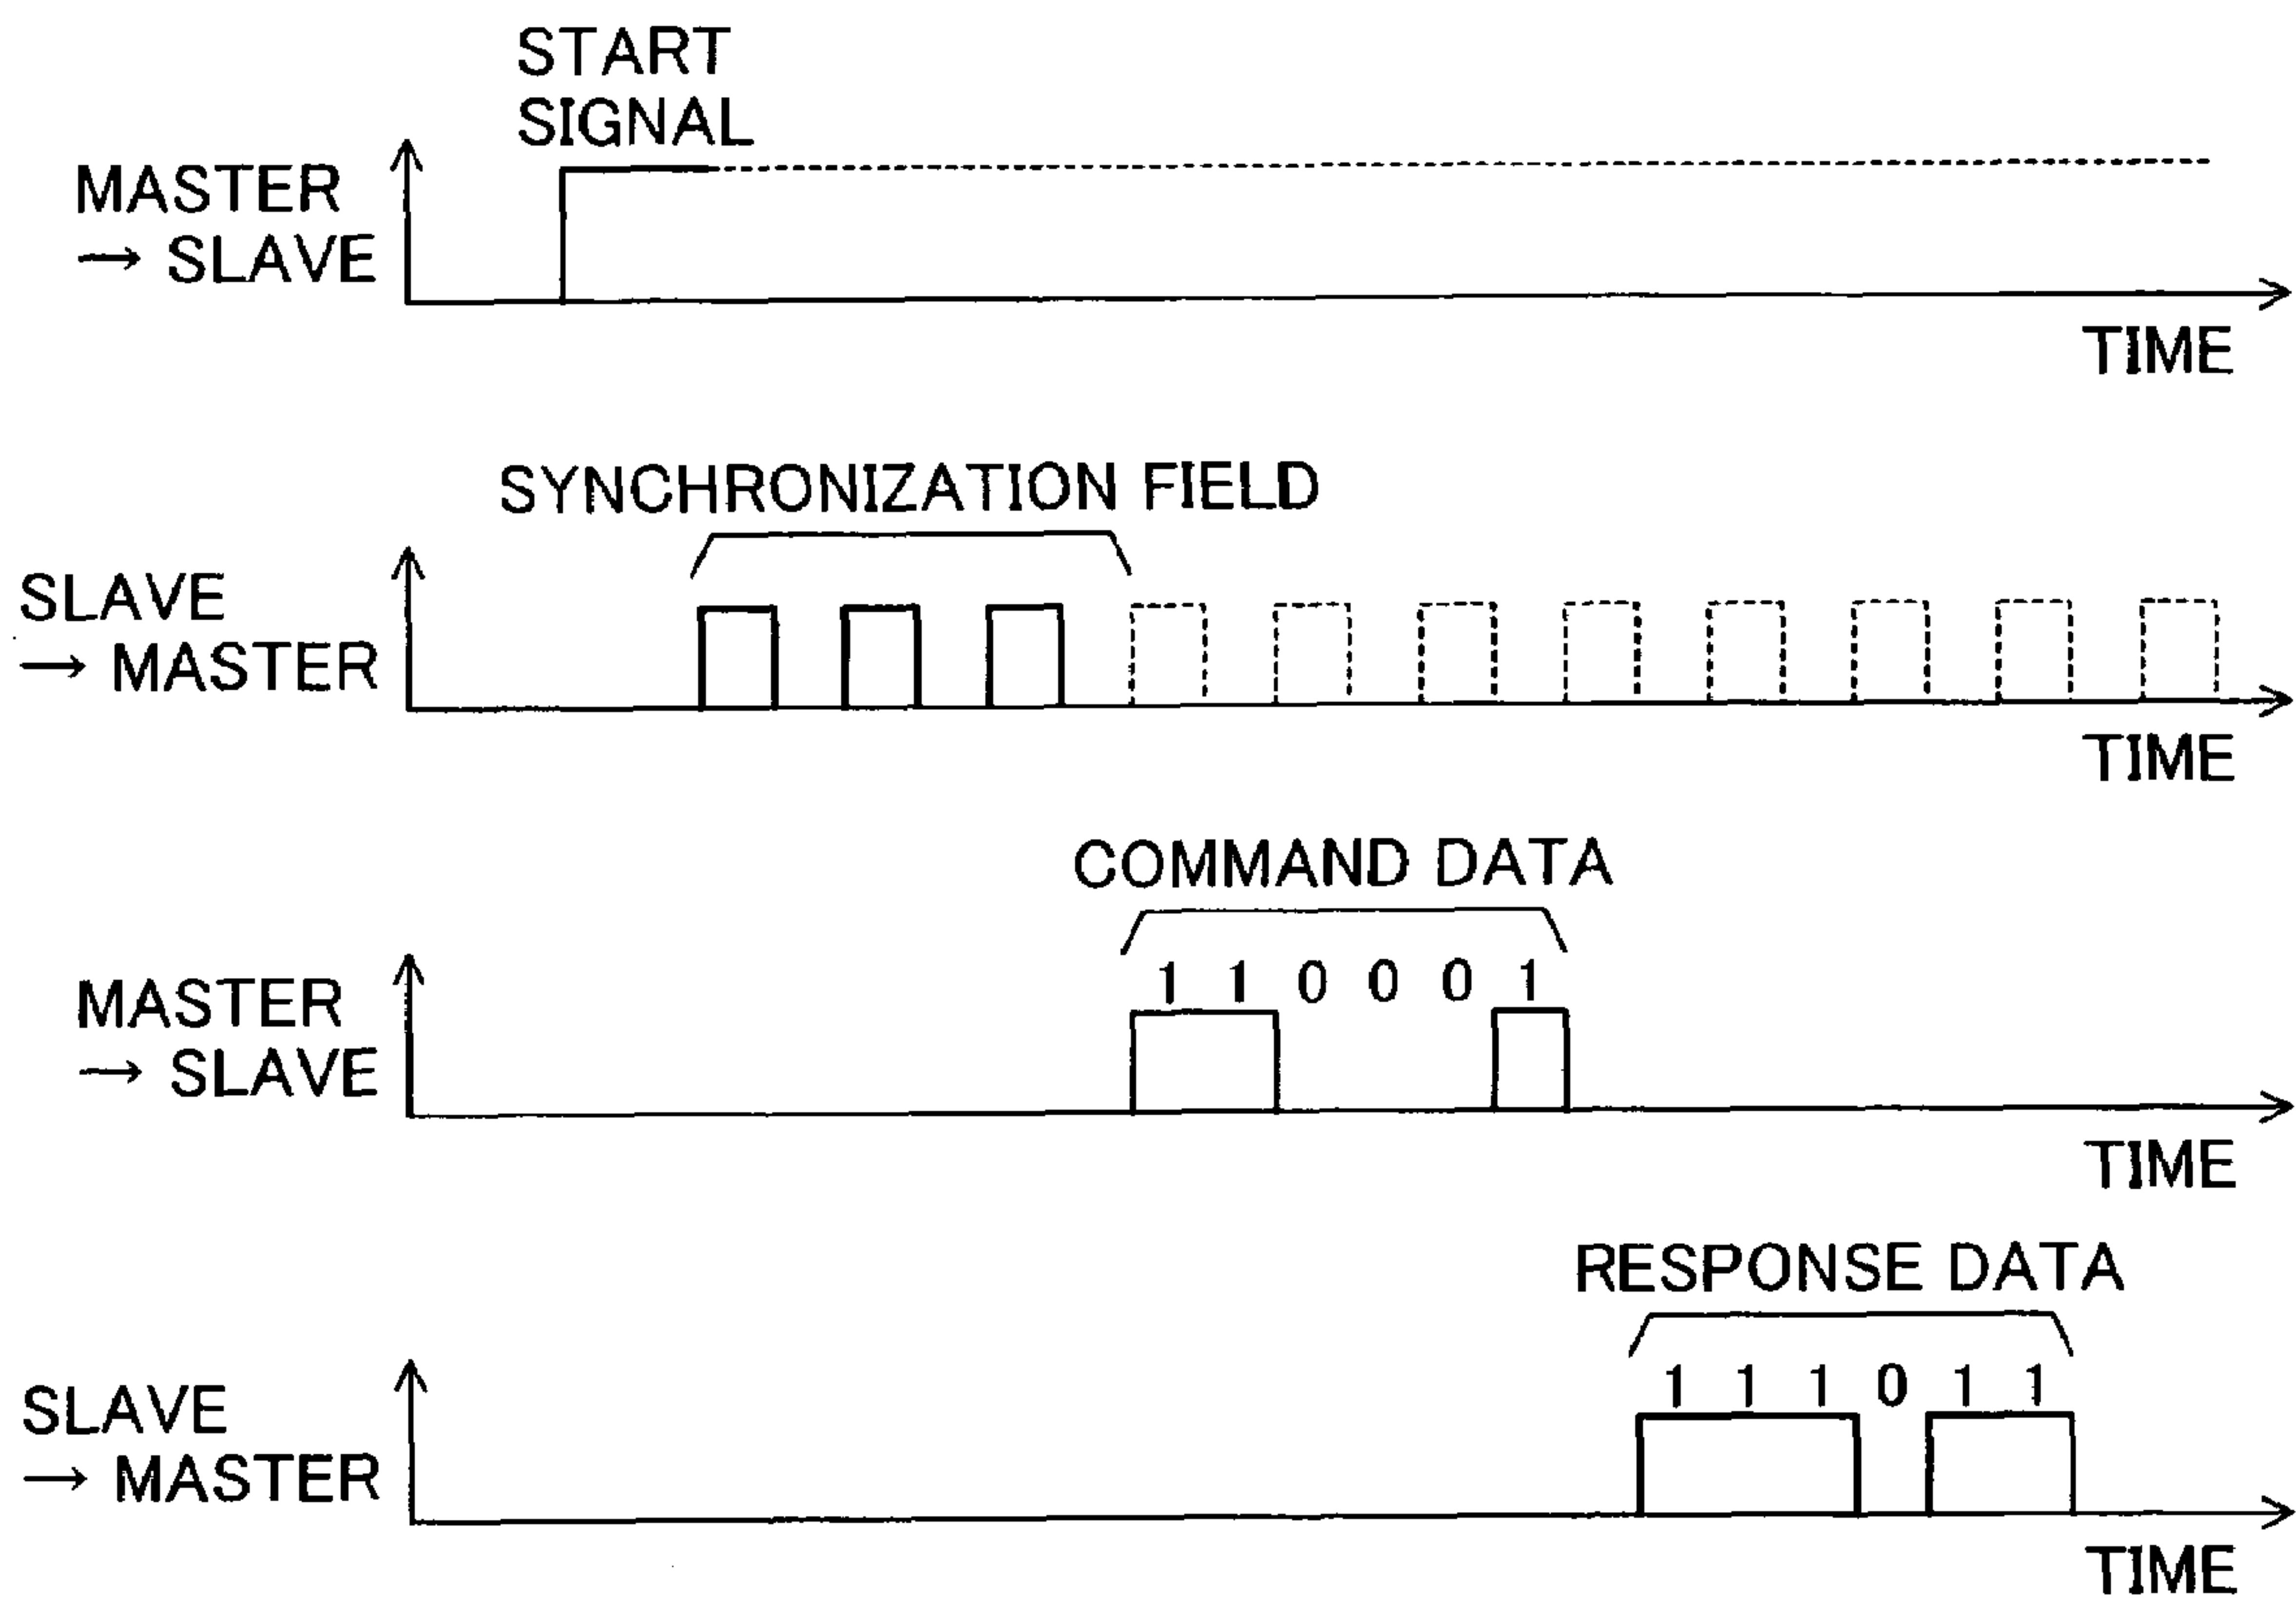 START
SIGNAL
MASTER
→ SLAVE
TIME
SYNCHRONIZATION FIELD
SLAVE
→ MASTER
TIME
COMMAND DATA
1 1 0 0 0 1
MASTER
→ SLAVE
TIME
RESPONSE DATA
1 1 1 0 1 1
SLAVE
→ MASTER
TIME